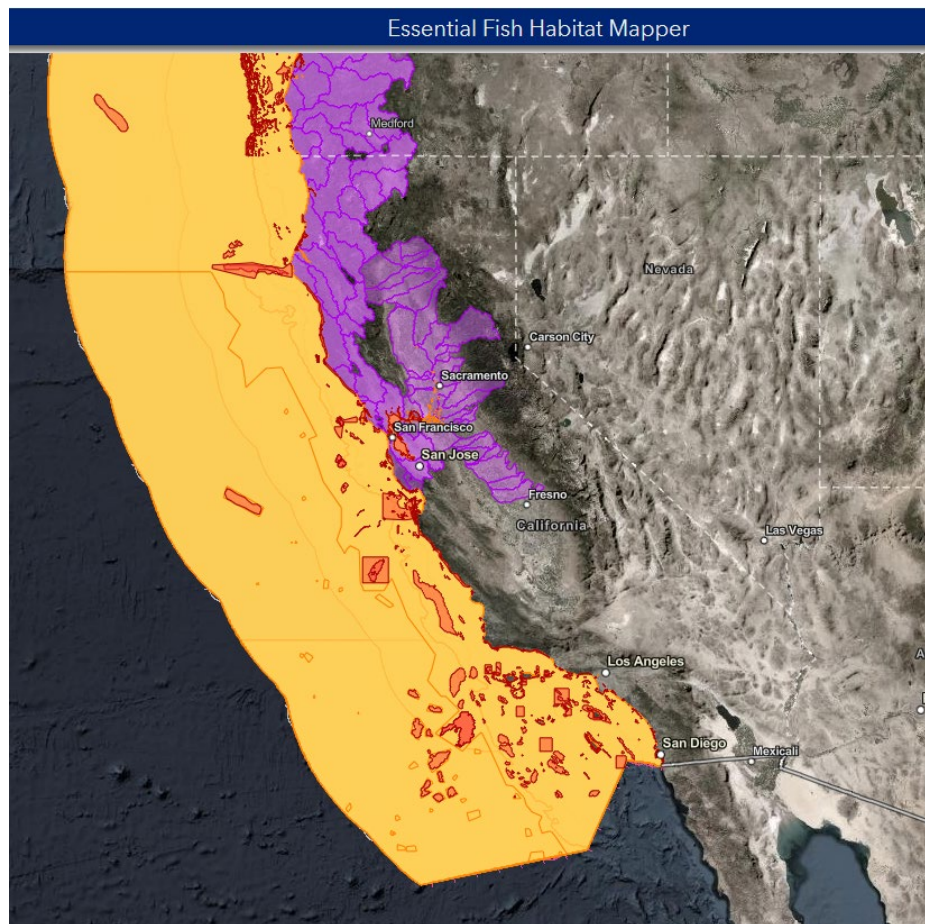 Essential Fish Habitat Mapper
Medford
Nevada
Carson City
Sacramento
San Francisco
San Jose
Fresno
California
Las Vegas
Los Angeles
San Diego
Mexicali
A